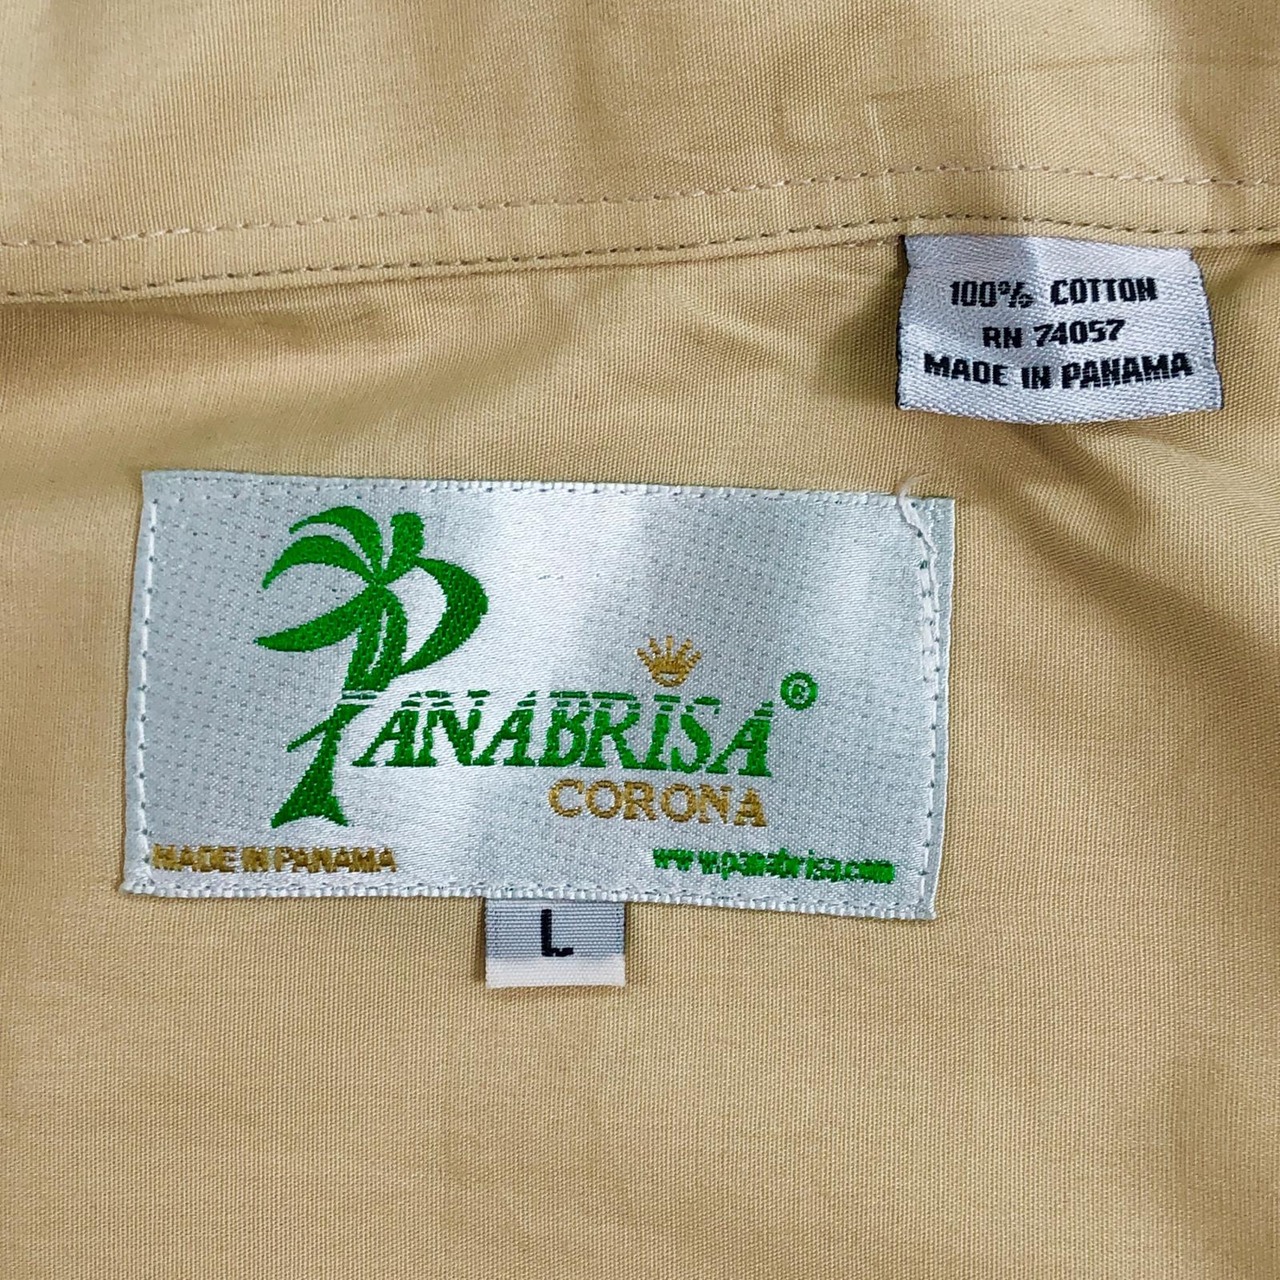 100% COTTON
RN 74057
MADE IN PANAMA
PANABRISA®
CORONA
MADE IN PANAMA
www.panabrisa.com
L